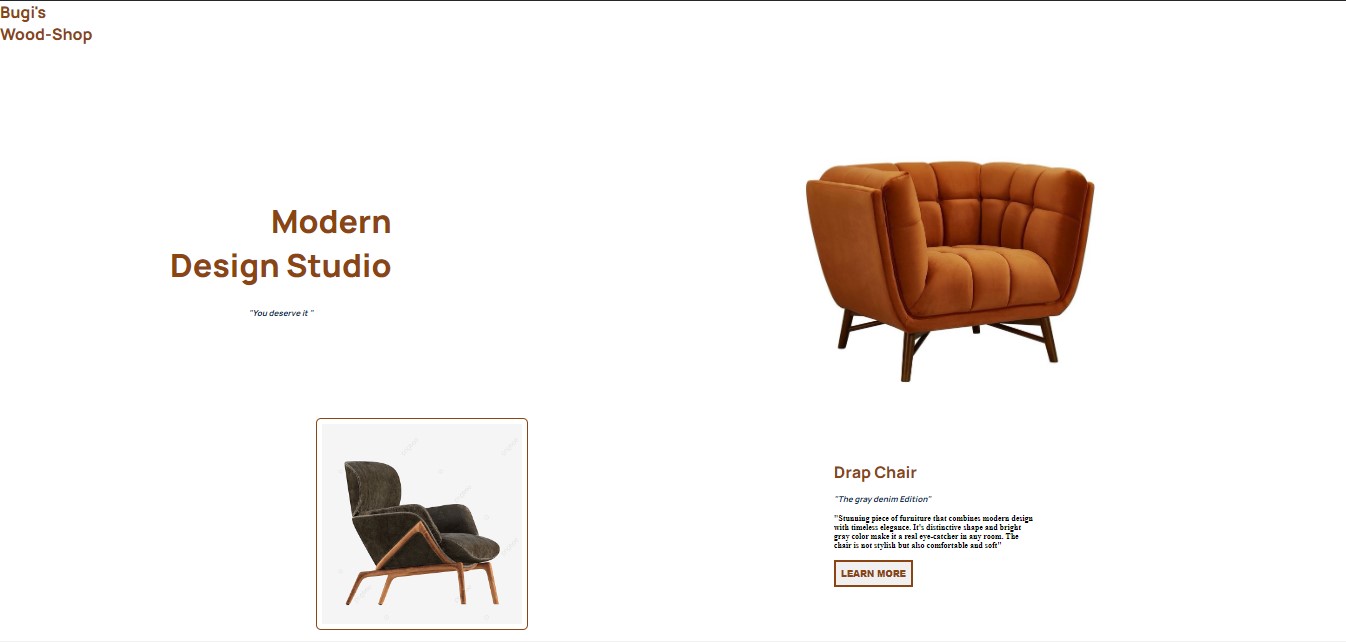 Bugi's
Wood-Shop
Modern
Design Studio
"You deserve it "
Drap Chair
"The gray denim Edition"
"Stunning piece of furniture that combines modern design
with timeless elegance. It's distinctive shape and bright
gray color make it a real eye-catcher in any room. The
chair is not stylish but also comfortable and soft"
LEARN MORE